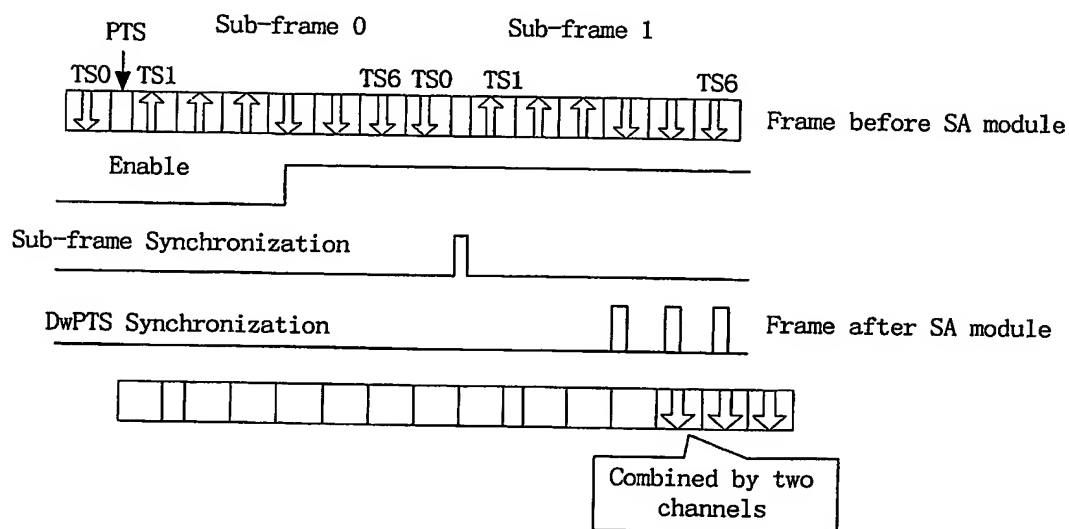 Sub-frame 0
Sub-frame 1
PTS
TS0
TS1
TS6
TS0
TS1
TS6
Frame before SA module
Enable
Sub-frame Synchronization
DwPTS Synchronization
Frame after SA module
Combined by two
channels